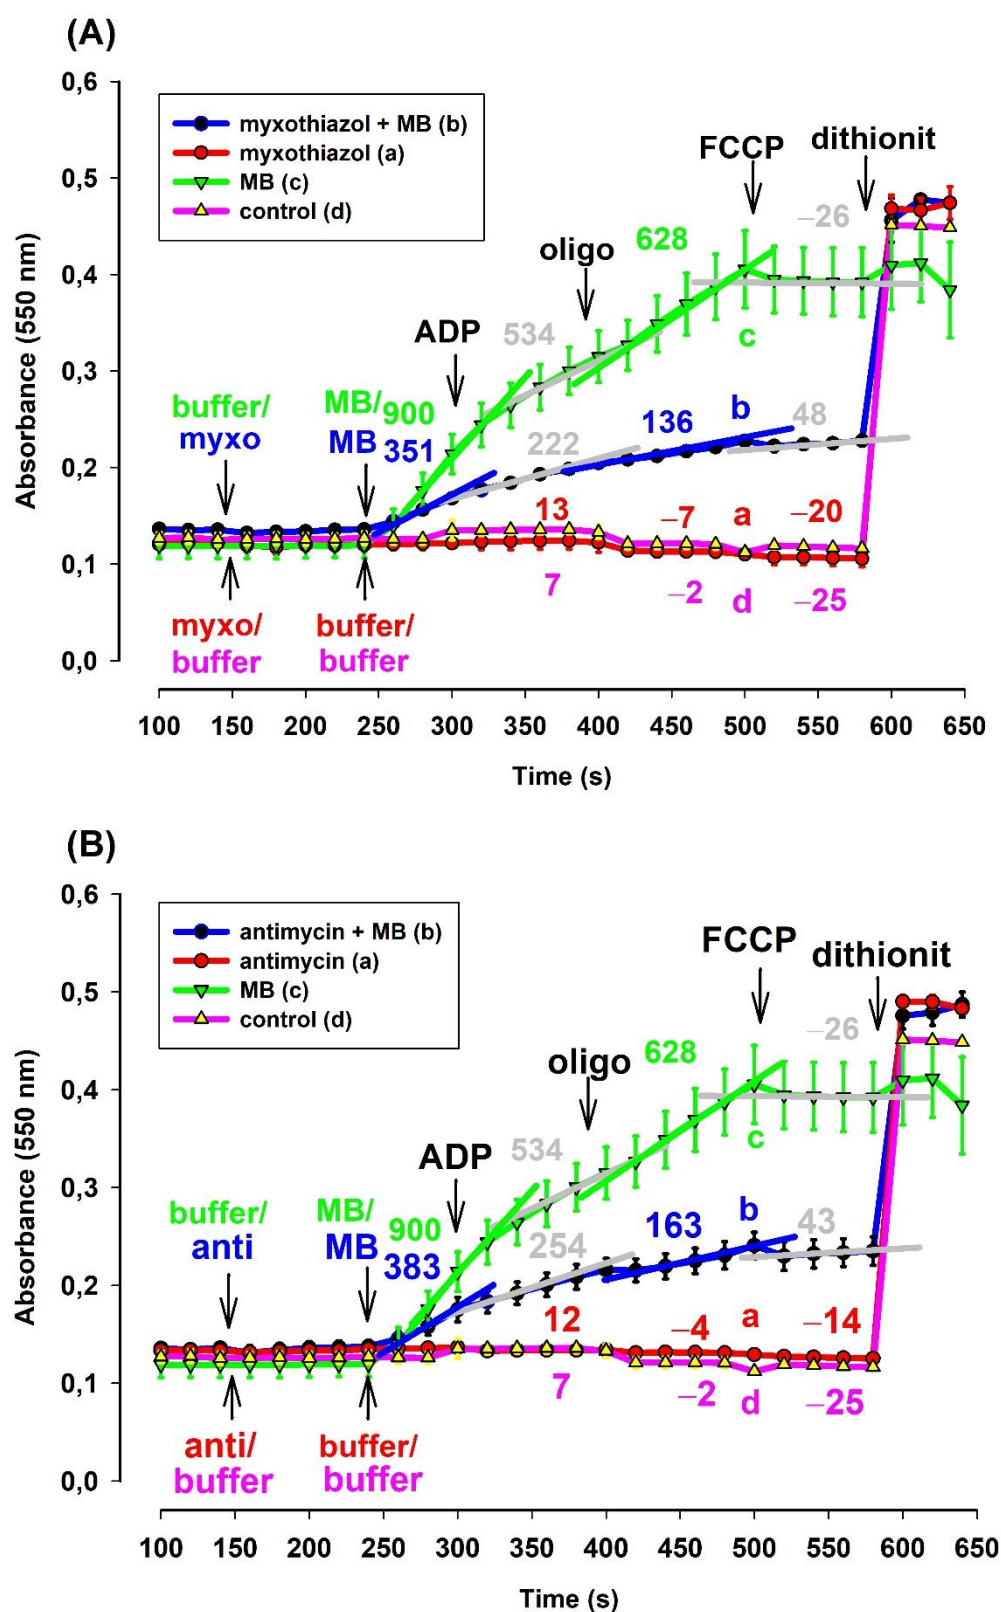 (A)
Absorbance (550 nm)
0,6
0,5
0,4
0,3
0,2
0,1
0,0
myxothiazol + MB (b)
myxothiazol (a)
MB (c)
control (d)
FCCP
dithionit
–26
628
oligo
c
534
ADP
buffer/
myxo
MB/
MB
900
351
222
136
b
48
13
–7
a
–20
7
–2
d
–25
myxo/
buffer
buffer/
buffer
100 150 200 250 300 350 400 450 500 550 600 650
Time (s)
(B)
Absorbance (550 nm)
0,6
0,5
0,4
0,3
0,2
0,1
0,0
antimycin + MB (b)
antimycin (a)
MB (c)
control (d)
FCCP
dithionit
–26
628
oligo
c
534
ADP
buffer/
anti
MB/
MB
900
383
254
163
b
43
12
–4
a
–14
7
–2
d
–25
anti/
buffer
buffer/
buffer
100 150 200 250 300 350 400 450 500 550 600 650
Time (s)